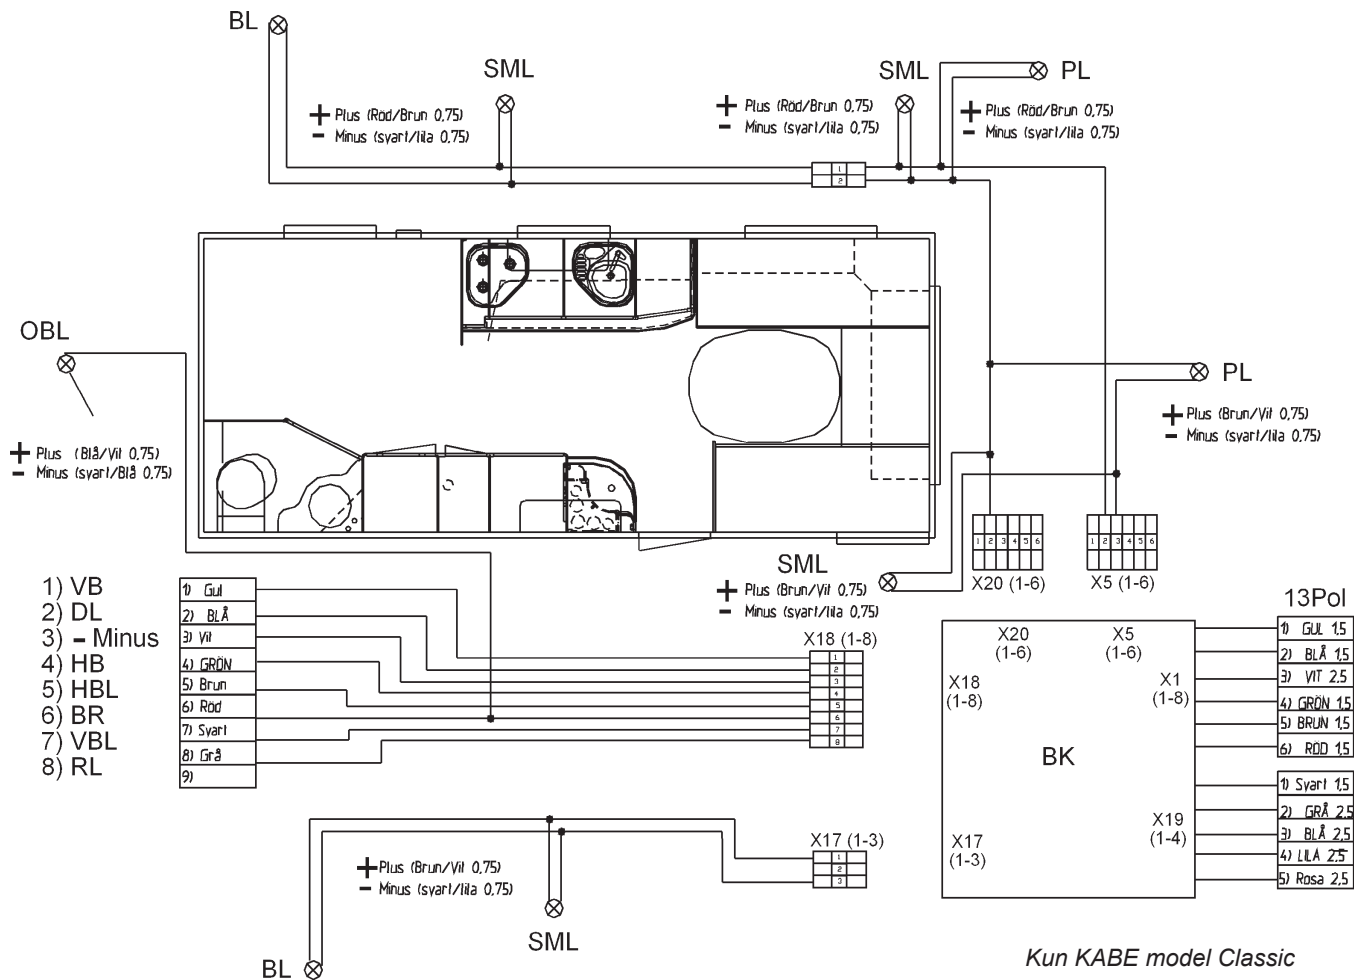 BL
SML
SML
PL
+ Plus (Röd/Brun 0,75)
- Minus (svart/lila 0,75)
+ Plus (Röd/Brun 0,75)
- Minus (svart/lila 0,75)
+ Plus (Röd/Brun 0,75)
- Minus (svart/lila 0,75)
1
2
OBL
+ Plus (Blå/Vit 0,75)
- Minus (svart/Blå 0,75)
PL
+ Plus (Brun/Vit 0,75)
- Minus (svart/lila 0,75)
1 2 3 4 5 6
X20 (1-6)
1 2 3 4 5 6
X5 (1-6)
SML
+ Plus (Brun/Vit 0,75)
- Minus (svart/lila 0,75)
1) VB
2) DL
3) - Minus
4) HB
5) HBL
6) BR
7) VBL
8) RL
1) Gul
2) BLÅ
3) Vit
4) GRÖN
5) Brun
6) Röd
7) Svart
8) Grå
9)
X18 (1-8)
1
2
3
4
5
6
7
8
X17 (1-3)
1
2
3
+ Plus (Brun/Vit 0,75)
- Minus (svart/lila 0,75)
SML
BL
X20
(1-6)
X5
(1-6)
X18
(1-8)
X1
(1-8)
BK
X17
(1-3)
X19
(1-4)
13Pol
1) GUL 1,5
2) BLÅ 1,5
3) VIT 2,5
4) GRÖN 1,5
5) BRUN 1,5
6) RÖD 1,5
1) Svart 1,5
2) GRÅ 2,5
3) BLÅ 2,5
4) LILA 2,5
5) Rosa 2,5
Kun KABE model Classic